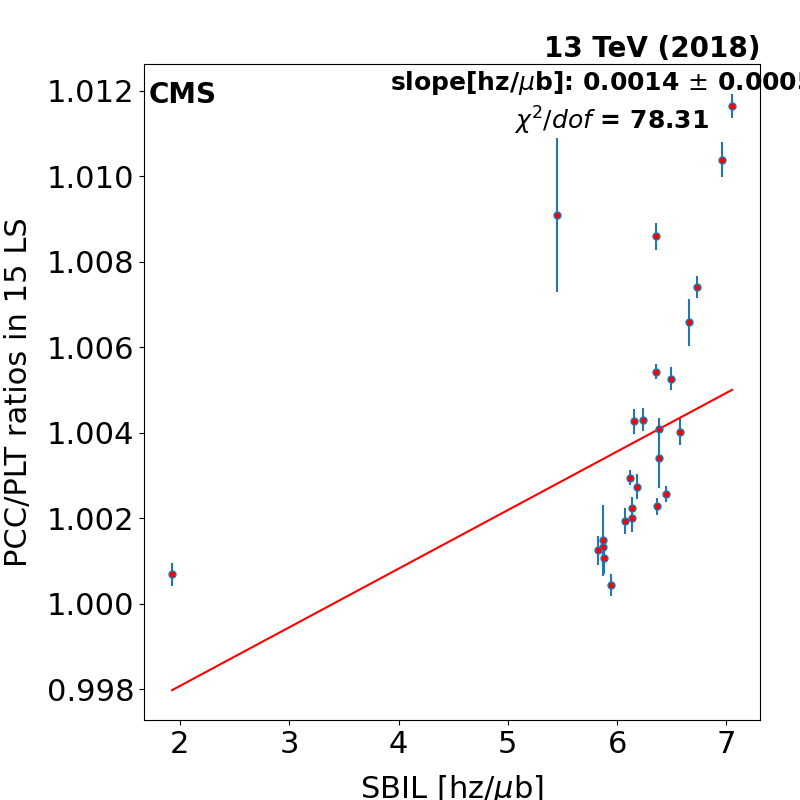 13 TeV (2018)
CMS
slope[hz/μb]: 0.0014 ± 0.0005
χ²/dof = 78.31
1.012
1.010
1.008
1.006
1.004
1.002
1.000
0.998
PCC/PLT ratios in 15 LS
2 3 4 5 6 7
SBIL [hz/μb]